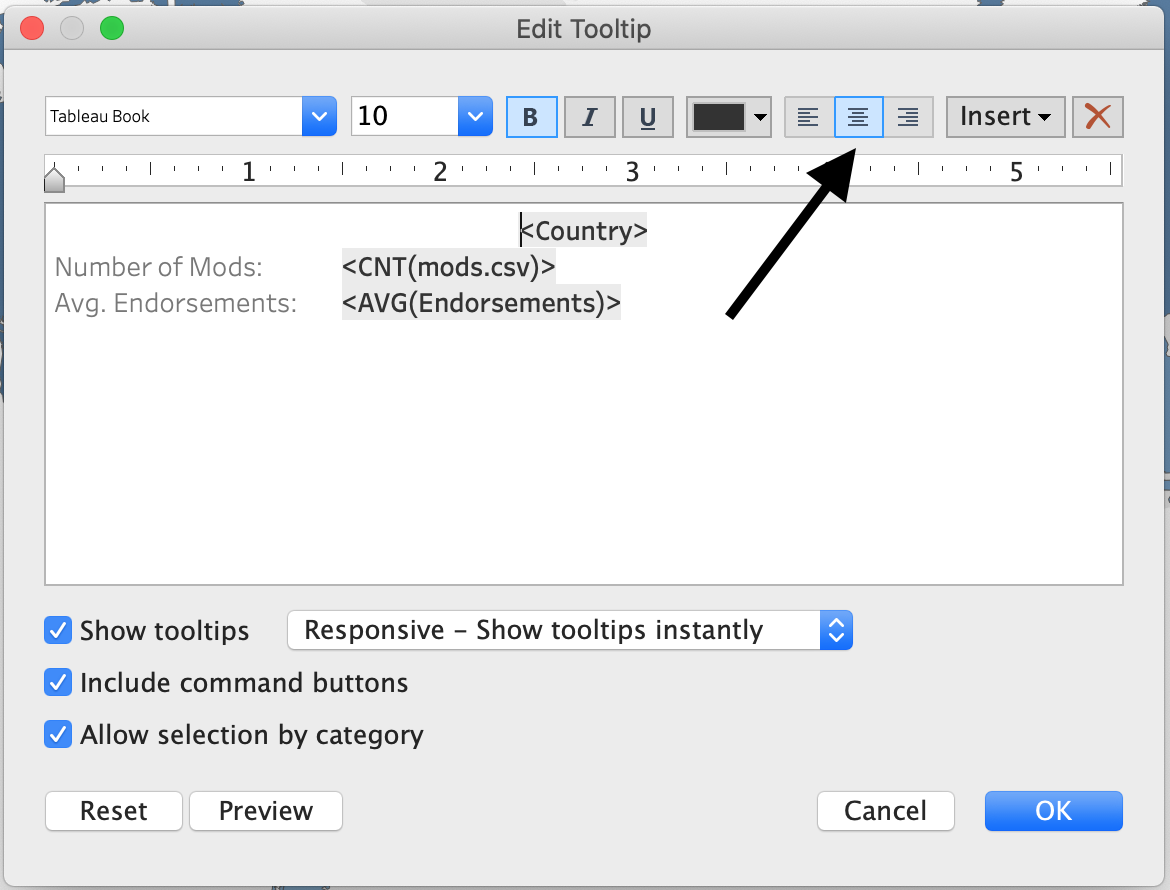 Edit Tooltip
Tableau Book 10 B I U Insert
1 2 3 5
<Country>
Number of Mods: <CNT(mods.csv)>
Avg. Endorsements: <AVG(Endorsements)>
Show tooltips Responsive – Show tooltips instantly
Include command buttons
Allow selection by category
Reset Preview Cancel OK